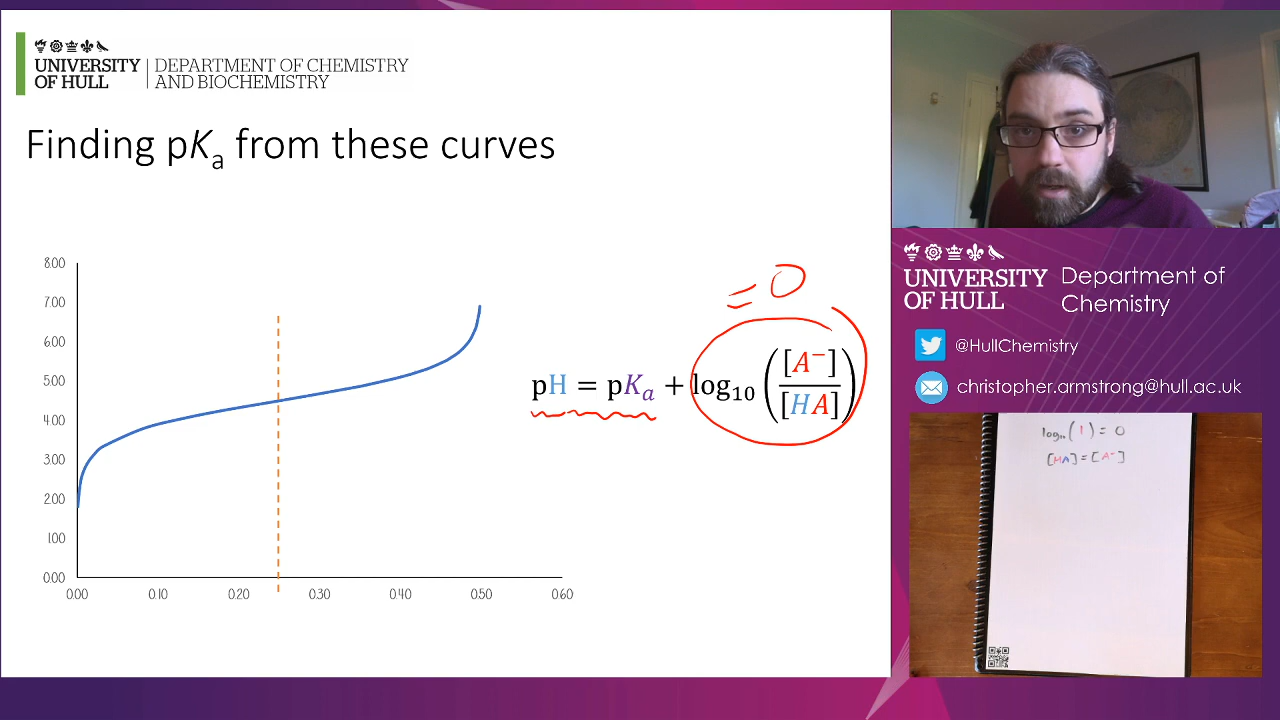 UNIVERSITY OF HULL
DEPARTMENT OF CHEMISTRY AND BIOCHEMISTRY
Finding pKₐ from these curves
8.00
7.00
6.00
5.00
4.00
3.00
2.00
1.00
0.00
0.00 0.10 0.20 0.30 0.40 0.50 0.60
= 0
pH = pKₐ + log₁₀ ([A⁻]/[HA])
UNIVERSITY OF HULL
Department of Chemistry
@HullChemistry
christopher.armstrong@hull.ac.uk
log₁₀(1) = 0
[HA] = [A⁻]